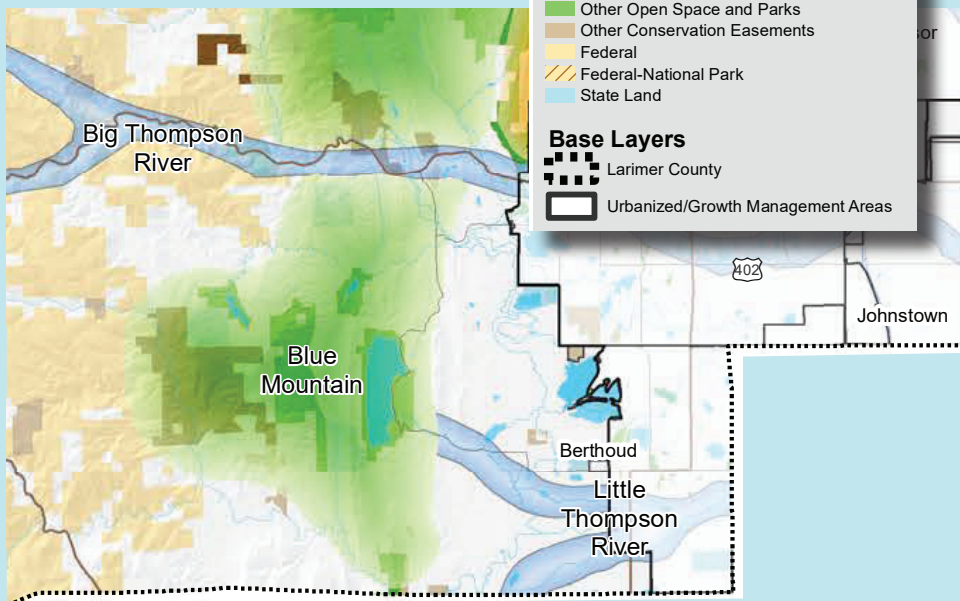 Other Open Space and Parks
Other Conservation Easements
Federal
Federal-National Park
State Land
Base Layers
Larimer County
Urbanized/Growth Management Areas
sor
Big Thompson
River
402
Johnstown
Blue
Mountain
Berthoud
Little
Thompson
River